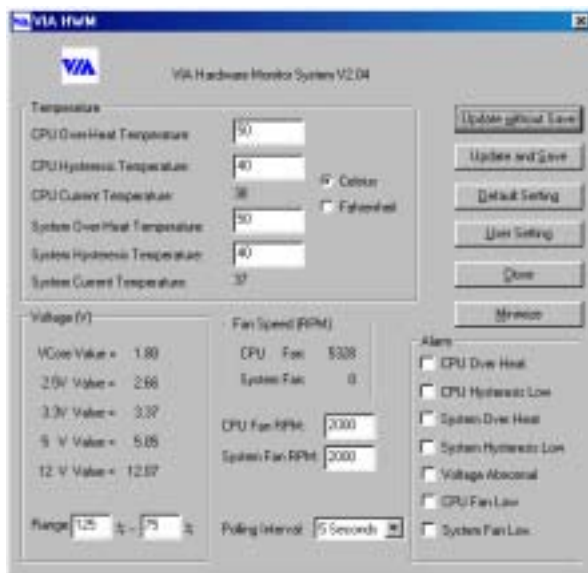 VIA HWM
VIA
VIA Hardware Monitor System V2.04
Temperature
CPU Over-Heat Temperature: 50
CPU Hysteresis Temperature: 40
CPU Current Temperature: 38
System Over Heat Temperature: 50
System Hysteresis Temperature: 40
System Current Temperature: 37
Celsius
Fahrenheit
Update without Save
Update and Save
Default Setting
User Setting
Close
Minimize
Voltage (V)
VCore Value = 1.80
2.5V Value = 2.66
3.3V Value = 3.37
5 V Value = 5.05
12 V Value =
Range: 125 % ~ 75 %
Fan Speed (RPM)
CPU Fan: 5328
System Fan: 0
CPU Fan RPM: 2000
System Fan RPM: 2000
Polling Interval: 5 Seconds
Alarm
CPU Over Heat
CPU Hysteresis Low
System Over Heat
System Hysteresis Low
Voltage Abnormal
CPU Fan Low
System Fan Low